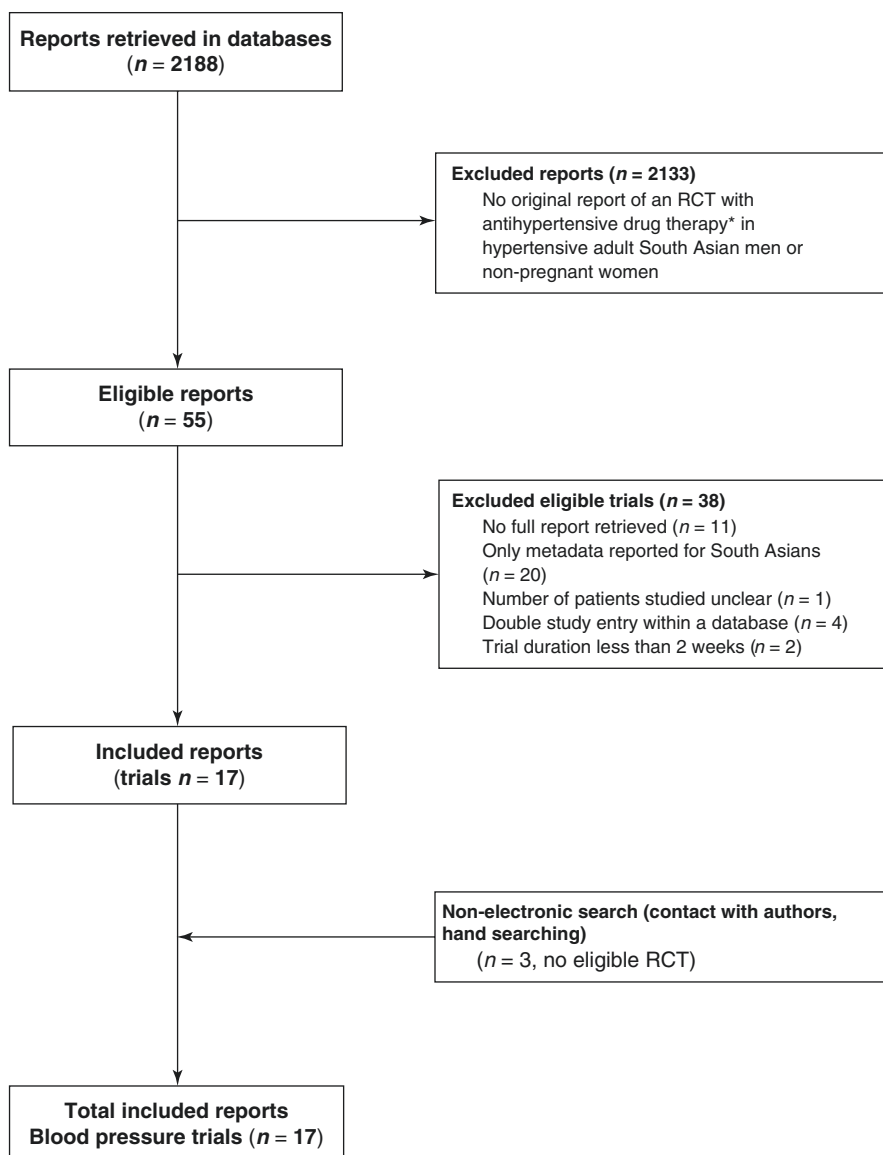 Reports retrieved in databases
(n = 2188)
Excluded reports (n = 2133)
No original report of an RCT with
antihypertensive drug therapy* in
hypertensive adult South Asian men or
non-pregnant women
Eligible reports
(n = 55)
Excluded eligible trials (n = 38)
No full report retrieved (n = 11)
Only metadata reported for South Asians
(n = 20)
Number of patients studied unclear (n = 1)
Double study entry within a database (n = 4)
Trial duration less than 2 weeks (n = 2)
Included reports
(trials n = 17)
Non-electronic search (contact with authors,
hand searching)
(n = 3, no eligible RCT)
Total included reports
Blood pressure trials (n = 17)